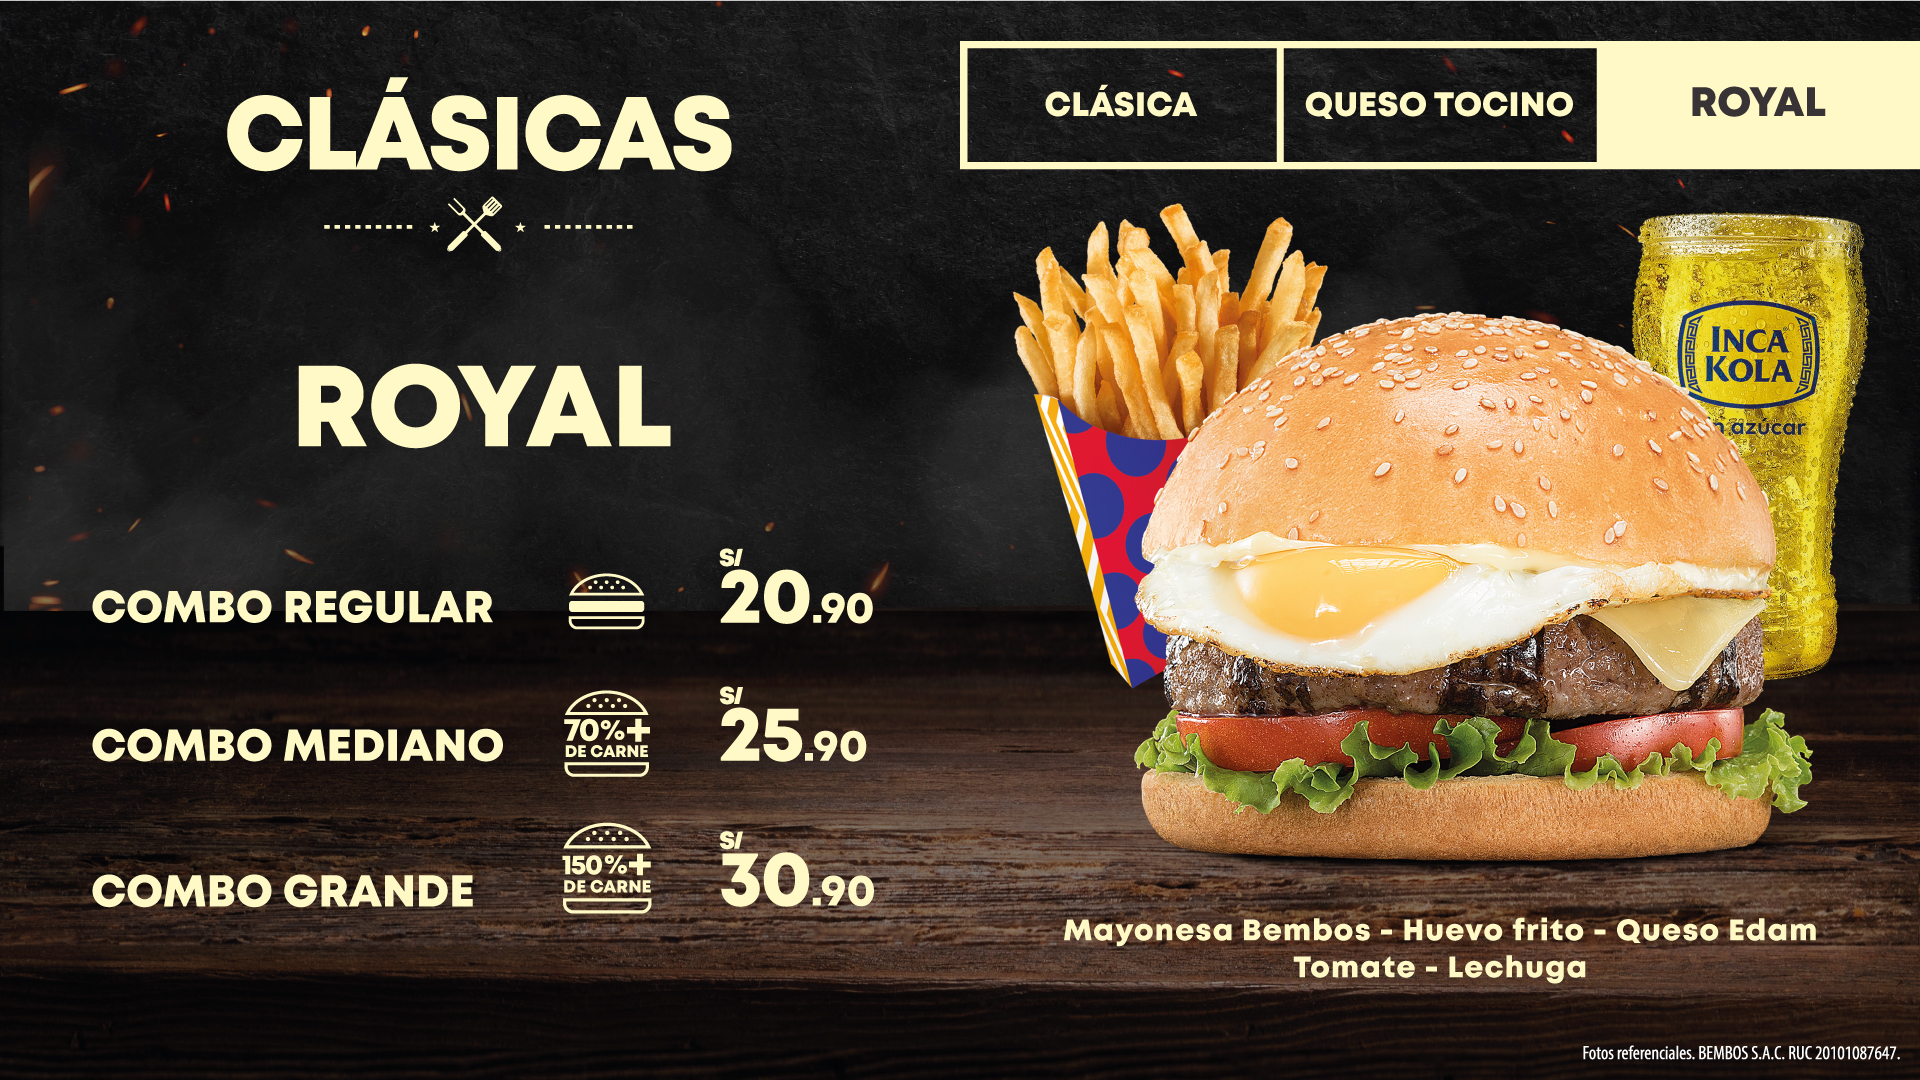 CLÁSICAS
CLÁSICA
QUESO TOCINO
ROYAL
ROYAL
COMBO REGULAR
S/
20.90
COMBO MEDIANO
70%+
DE CARNE
S/
25.90
COMBO GRANDE
150%+
DE CARNE
S/
30.90
INCA
KOLA
azúcar
Mayonesa Bembos - Huevo frito - Queso Edam
Tomate - Lechuga
Fotos referenciales. BEMBOS S.A.C. RUC 20101087647.